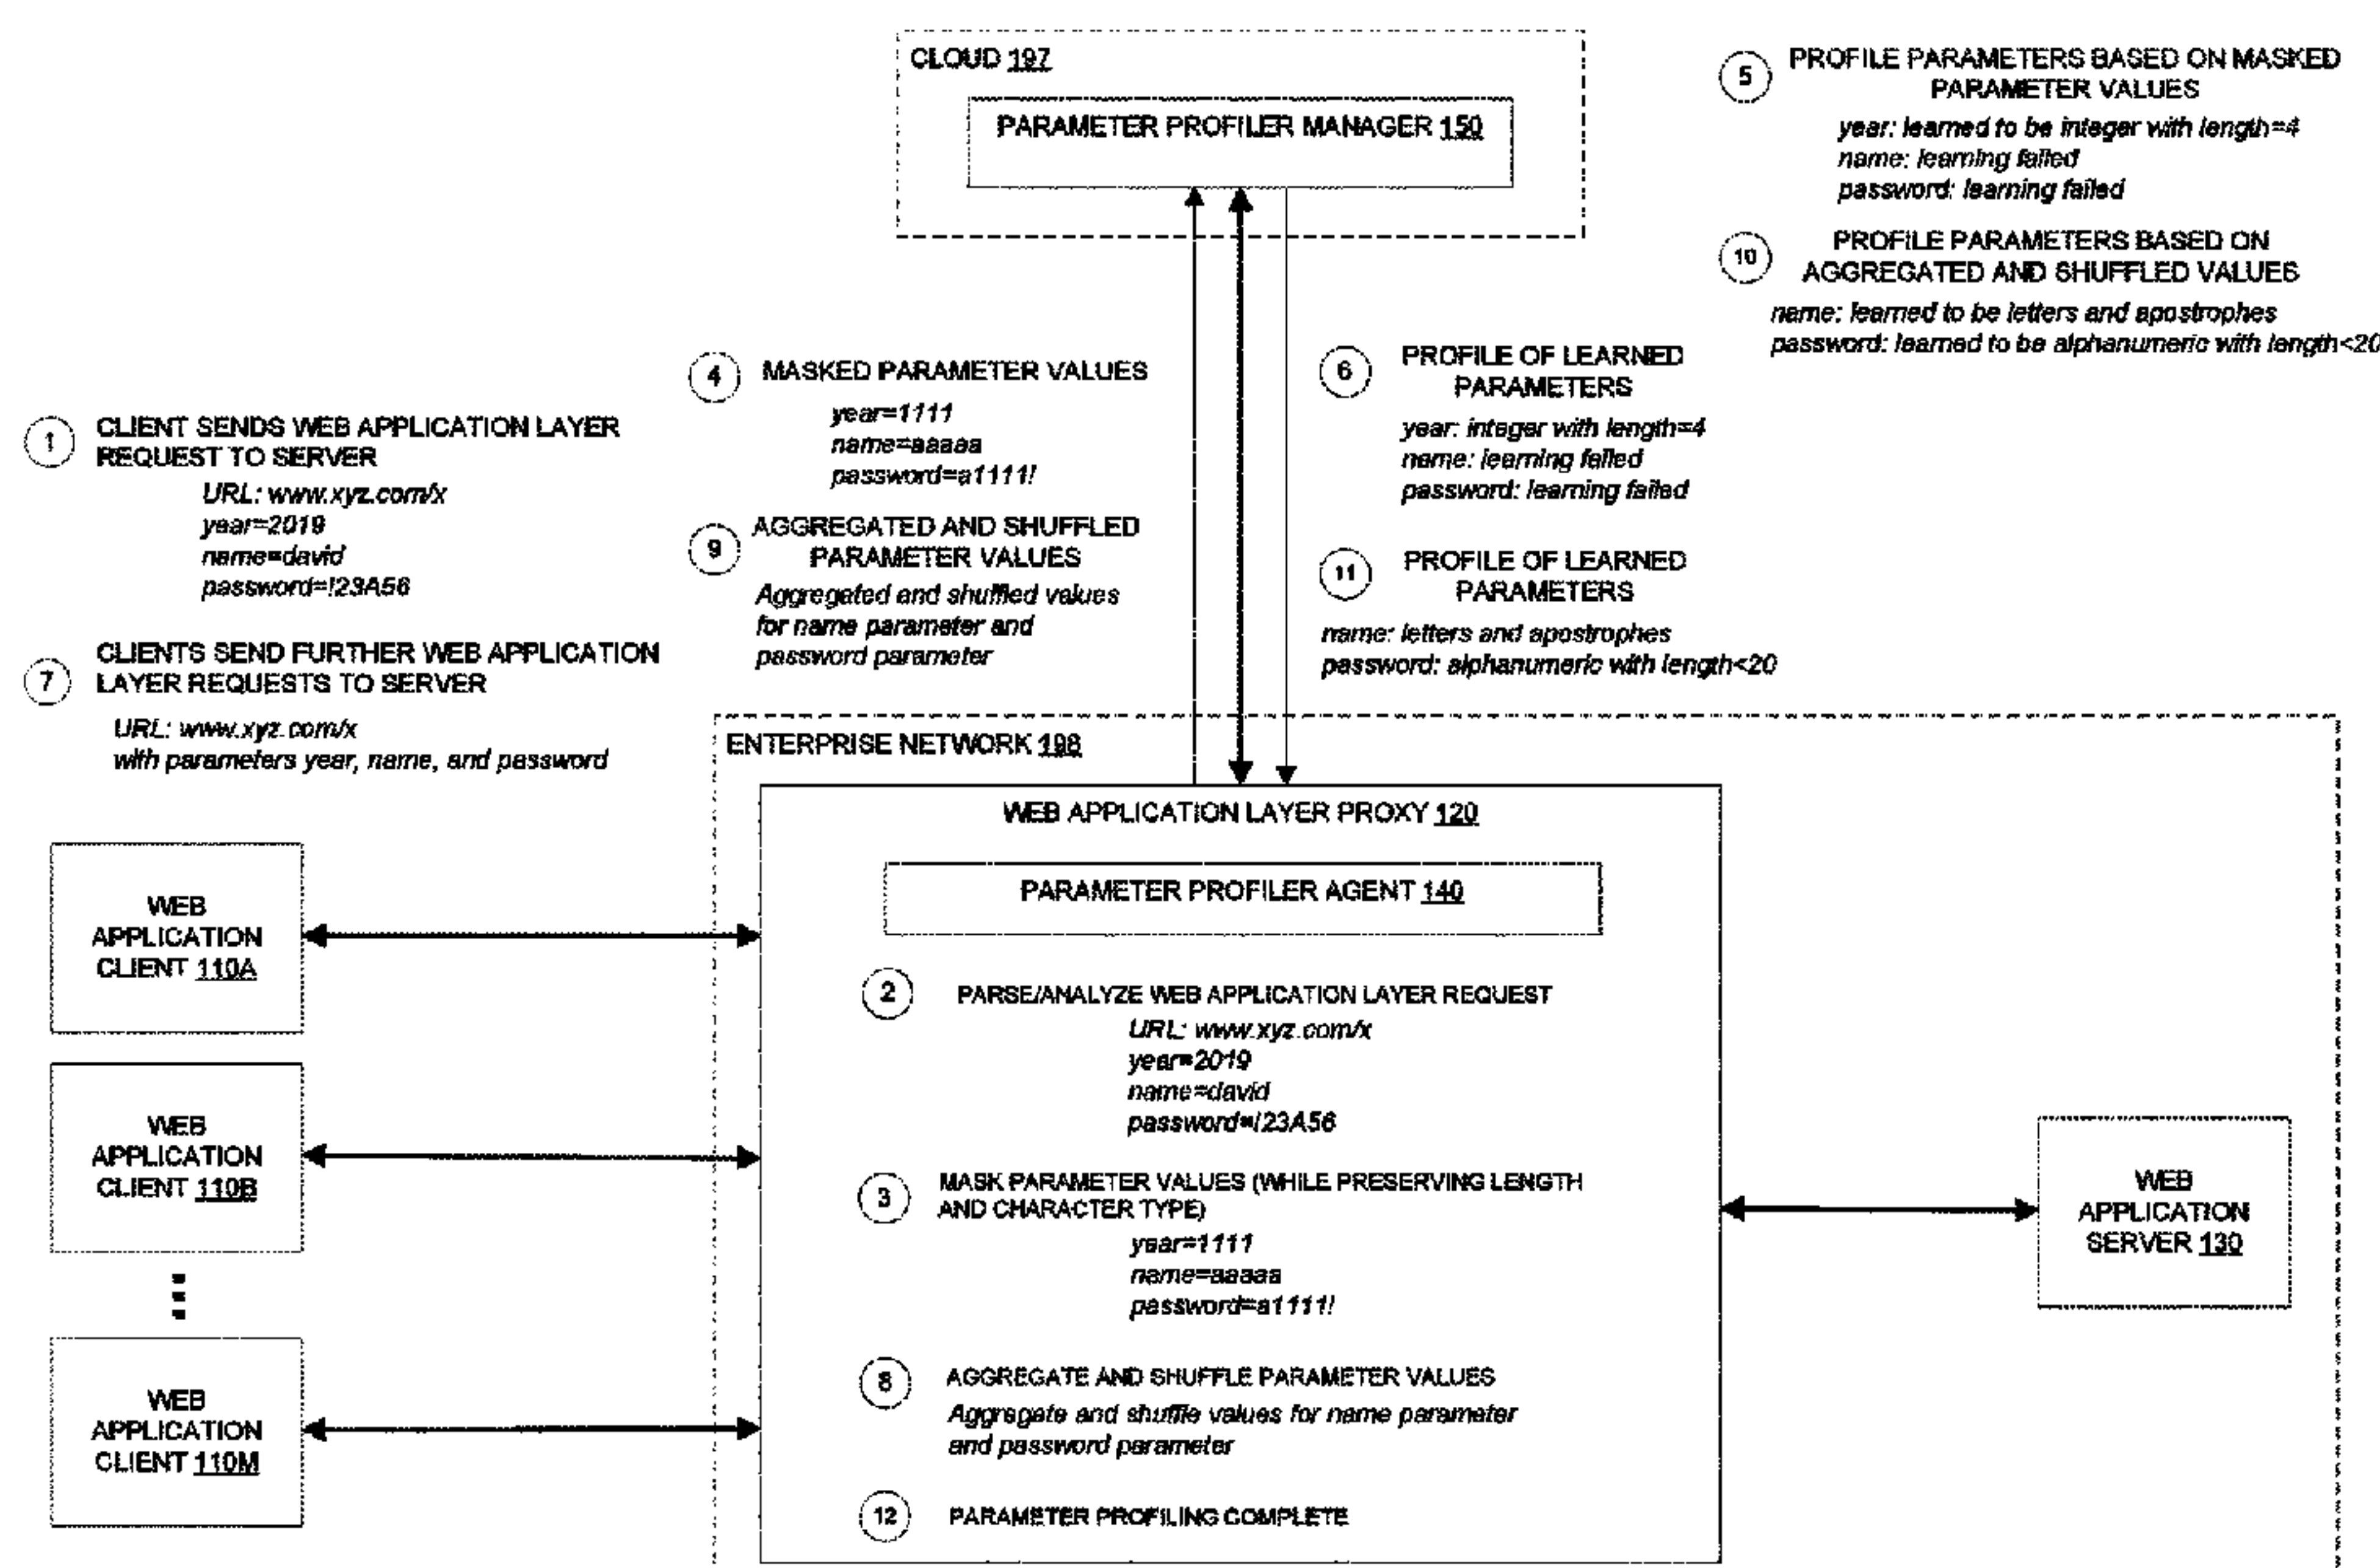 CLOUD 197
PARAMETER PROFILER MANAGER 150
5 PROFILE PARAMETERS BASED ON MASKED
PARAMETER VALUES
year: learned to be integer with length=4
name: learning failed
password: learning failed
10 PROFILE PARAMETERS BASED ON
AGGREGATED AND SHUFFLED VALUES
name: learned to be letters and apostrophes
password: learned to be alphanumeric with length<20
4 MASKED PARAMETER VALUES
year=1111
name=aaaaa
password=a1111!
9 AGGREGATED AND SHUFFLED
PARAMETER VALUES
Aggregated and shuffled values
for name parameter and
password parameter
6 PROFILE OF LEARNED
PARAMETERS
year: integer with length=4
name: learning failed
password: learning failed
11 PROFILE OF LEARNED
PARAMETERS
name: letters and apostrophes
password: alphanumeric with length<20
1 CLIENT SENDS WEB APPLICATION LAYER
REQUEST TO SERVER
URL: www.xyz.com/x
year=2019
name=david
password=!23A56
7 CLIENTS SEND FURTHER WEB APPLICATION
LAYER REQUESTS TO SERVER
URL: www.xyz.com/x
with parameters year, name, and password
ENTERPRISE NETWORK 198
WEB APPLICATION LAYER PROXY 120
PARAMETER PROFILER AGENT 140
2 PARSE/ANALYZE WEB APPLICATION LAYER REQUEST
URL: www.xyz.com/x
year=2019
name=david
password=!23A56
3 MASK PARAMETER VALUES (WHILE PRESERVING LENGTH
AND CHARACTER TYPE)
year=1111
name=aaaaa
password=a1111!
8 AGGREGATE AND SHUFFLE PARAMETER VALUES
Aggregate and shuffle values for name parameter
and password parameter
12 PARAMETER PROFILING COMPLETE
WEB
APPLICATION
CLIENT 110A
WEB
APPLICATION
CLIENT 110B
WEB
APPLICATION
CLIENT 110M
WEB
APPLICATION
SERVER 130